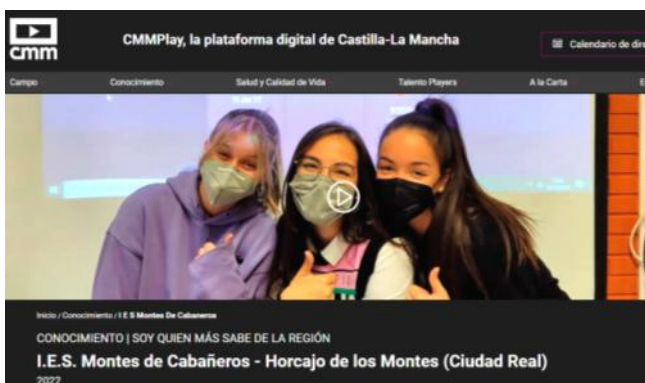 cmm
CMMPlay, la plataforma digital de Castilla-La Mancha
Calendario de dire
Campo Conocimiento Salud y Calidad de Vida Talento Players A la Carta E
Inicio / Conocimiento / I E S Montes De Cabaneros
CONOCIMIENTO | SOY QUIEN MÁS SABE DE LA REGIÓN
I.E.S. Montes de Cabañeros - Horcajo de los Montes (Ciudad Real)
2022